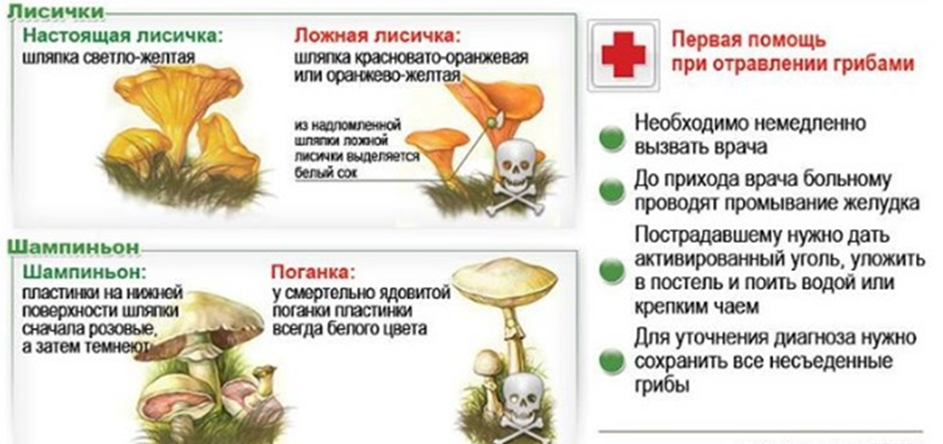 Лисички
Настоящая лисичка:
шляпка светло-желтая
Ложная лисичка:
шляпка красновато-оранжевая
или оранжево-желтая
из надломленной
шляпки ложной
лисички выделяется
белый сок
Шампиньон
Шампиньон:
пластинки на нижней
поверхности шляпки
сначала розовые,
а затем темнеют
Поганка:
у смертельно ядовитой
поганки пластинки
всегда белого цвета
Первая помощь
при отравлении грибами
Необходимо немедленно
вызвать врача
До прихода врача больному
проводят промывание желудка
Пострадавшему нужно дать
активированный уголь, уложить
в постель и поить водой или
крепким чаем
Для уточнения диагноза нужно
сохранить все несъеденные
грибы